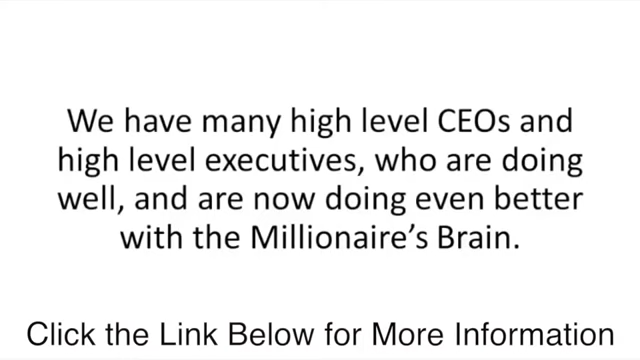 We have many high level CEOs and
high level executives, who are doing
well, and are now doing even better
with the Millionaire's Brain.
Click the Link Below for More Information